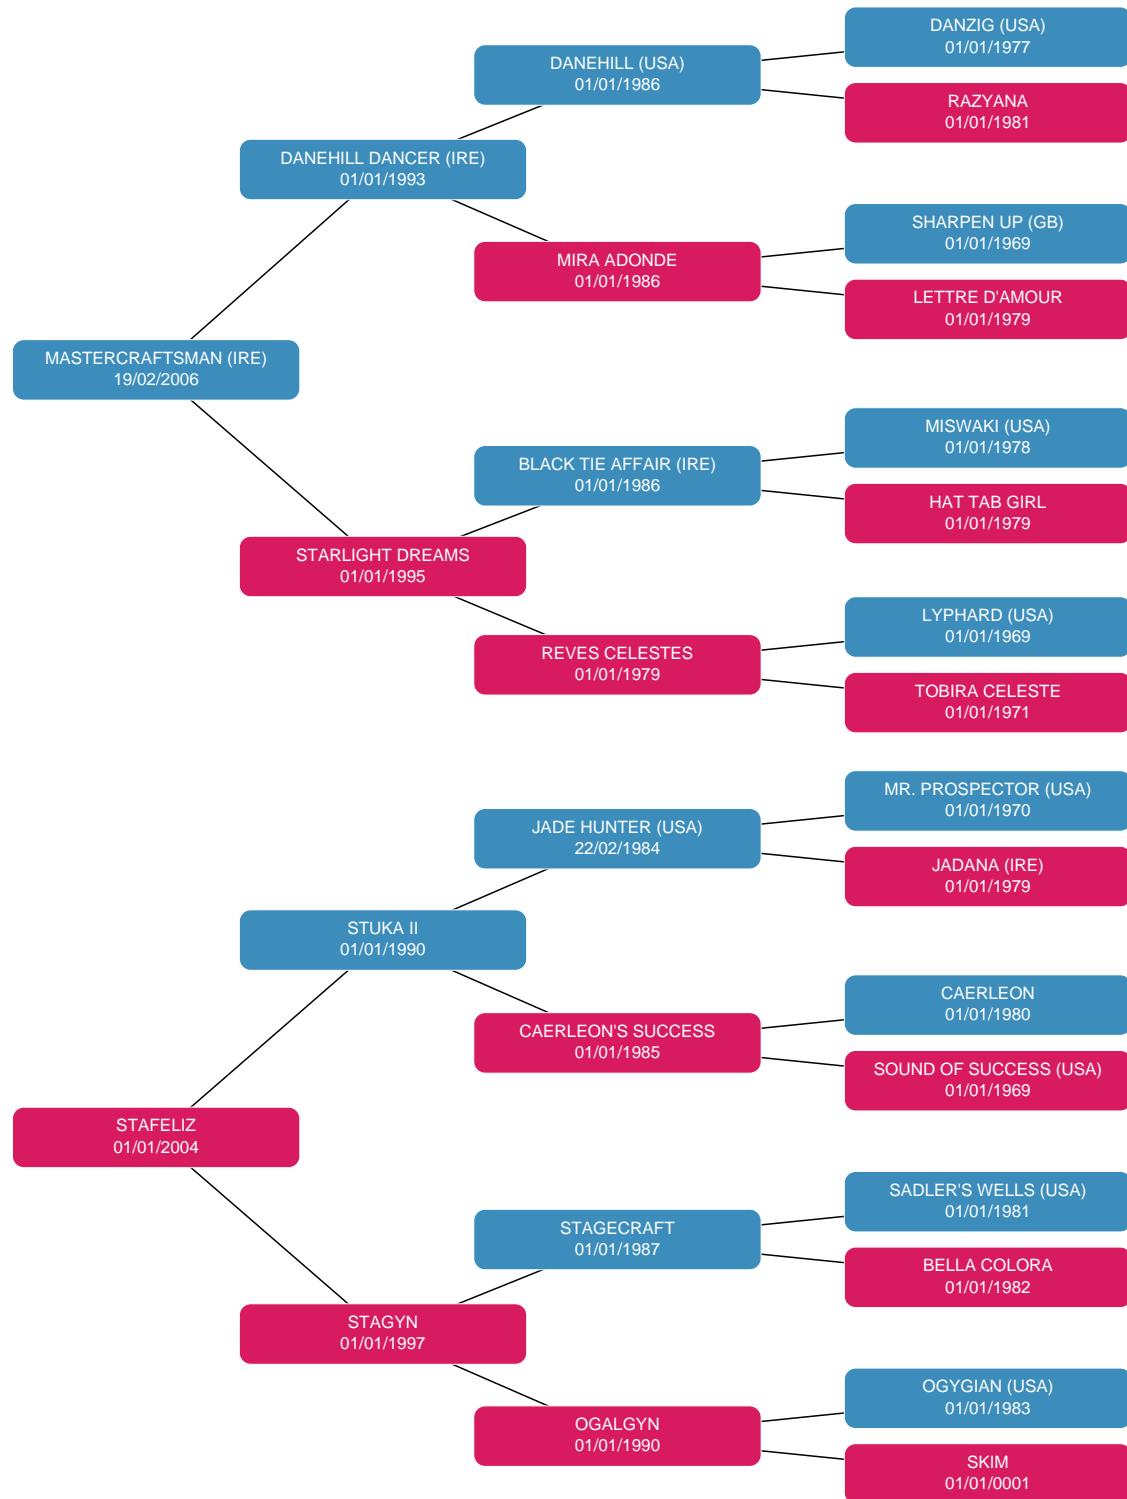 DANZIG (USA)
01/01/1977
DANEHILL (USA)
01/01/1986
RAZYANA
01/01/1981
DANEHILL DANCER (IRE)
01/01/1993
SHARPEN UP (GB)
01/01/1969
MIRA ADONDE
01/01/1986
LETTRE D'AMOUR
01/01/1979
MASTERCRAFTSMAN (IRE)
19/02/2006
MISWAKI (USA)
01/01/1978
BLACK TIE AFFAIR (IRE)
01/01/1986
HAT TAB GIRL
01/01/1979
STARLIGHT DREAMS
01/01/1995
LYPHARD (USA)
01/01/1969
REVES CELESTES
01/01/1979
TOBIRA CELESTE
01/01/1971
MR. PROSPECTOR (USA)
01/01/1970
JADE HUNTER (USA)
22/02/1984
JADANA (IRE)
01/01/1979
STUKA II
01/01/1990
CAERLEON
01/01/1980
CAERLEON'S SUCCESS
01/01/1985
SOUND OF SUCCESS (USA)
01/01/1969
STAFELIZ
01/01/2004
SADLER'S WELLS (USA)
01/01/1981
STAGECRAFT
01/01/1987
BELLA COLORA
01/01/1982
STAGYN
01/01/1997
OGYGIAN (USA)
01/01/1983
OGALGYN
01/01/1990
SKIM
01/01/0001